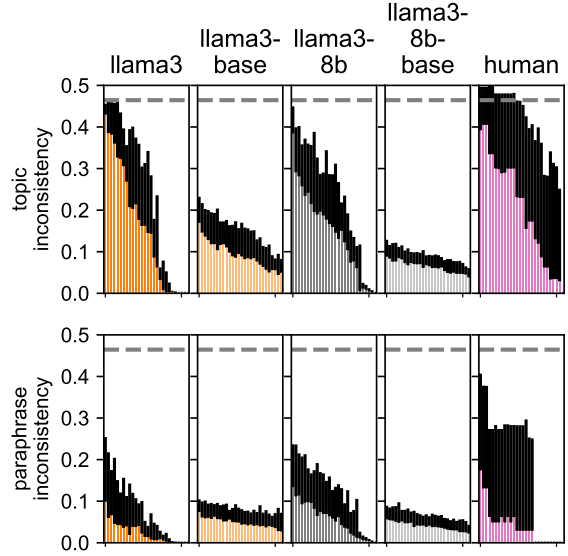 llama3
llama3-
base
llama3-
8b
llama3-
8b-
base
human
topic
inconsistency
0.5
0.4
0.3
0.2
0.1
0.0
paraphrase
inconsistency
0.5
0.4
0.3
0.2
0.1
0.0